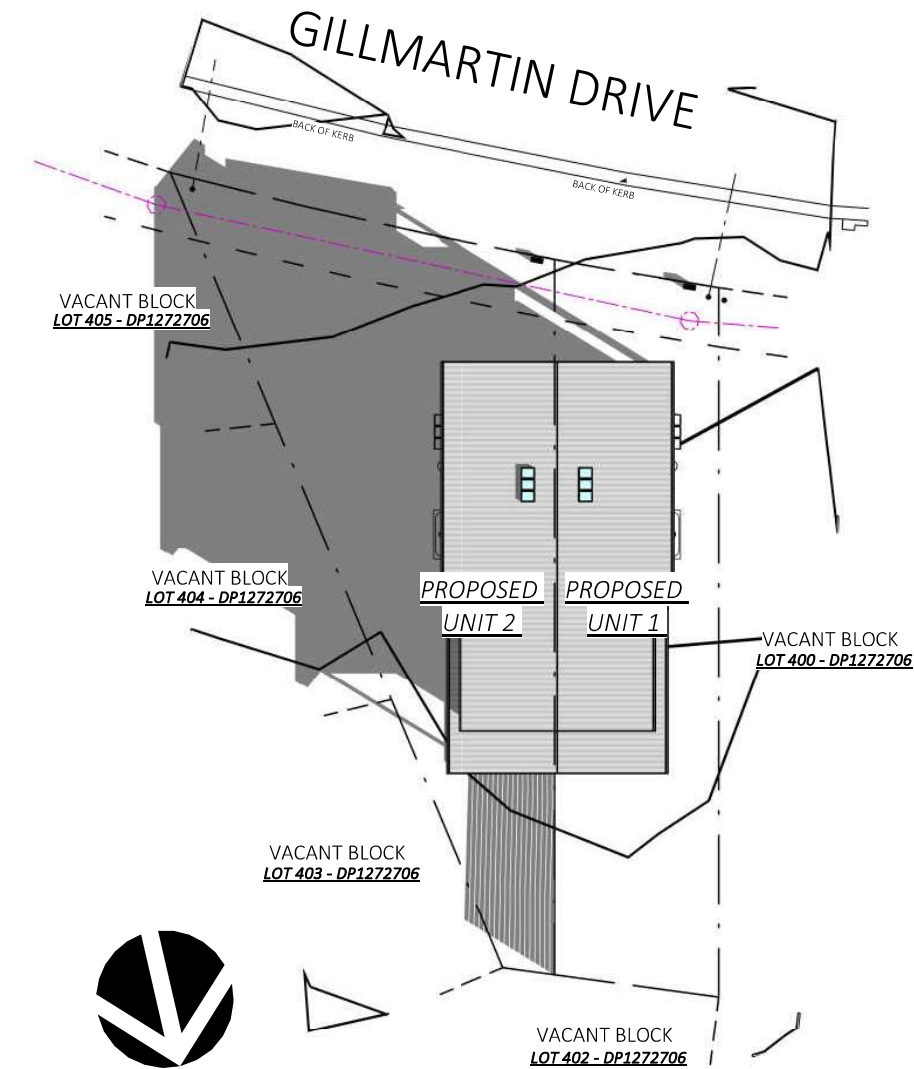 GILLMARTIN DRIVE
BACK OF KERB
BACK OF KERB
VACANT BLOCK
LOT 405 - DP1272706
VACANT BLOCK
LOT 404 - DP1272706
PROPOSED
UNIT 2
PROPOSED
UNIT 1
VACANT BLOCK
LOT 400 - DP1272706
VACANT BLOCK
LOT 403 - DP1272706
VACANT BLOCK
LOT 402 - DP1272706